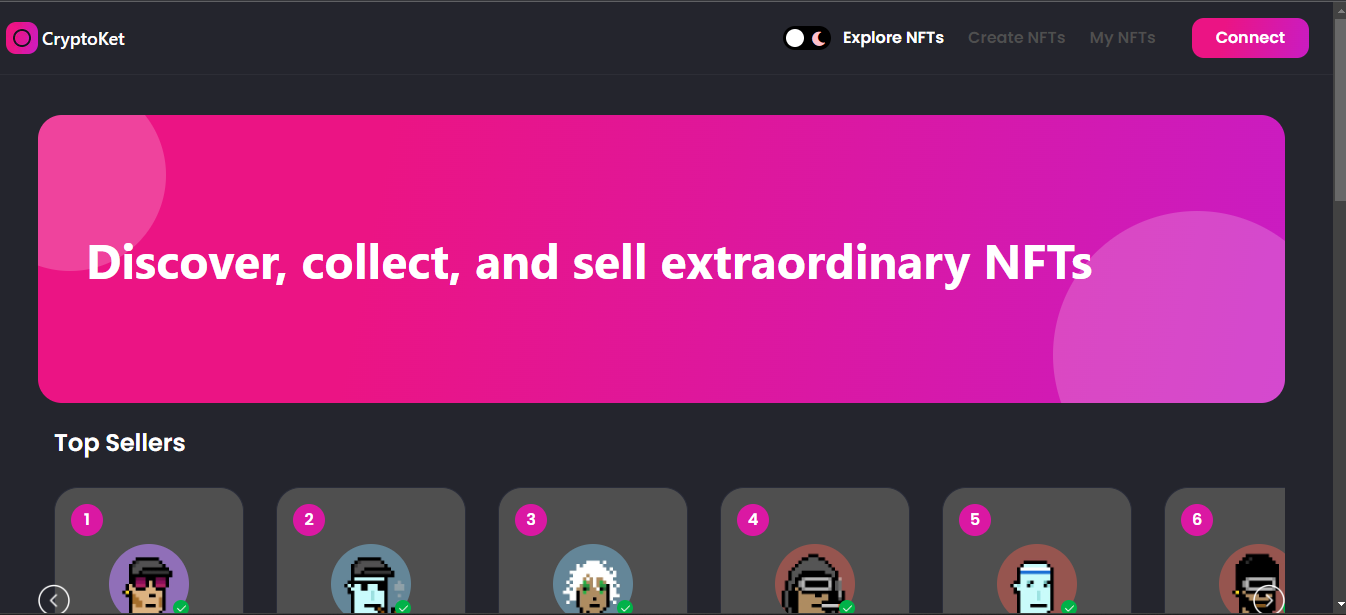 CryptoKet
Explore NFTs
Create NFTs
My NFTs
Connect
Discover, collect, and sell extraordinary NFTs
Top Sellers
1
2
3
4
5
6